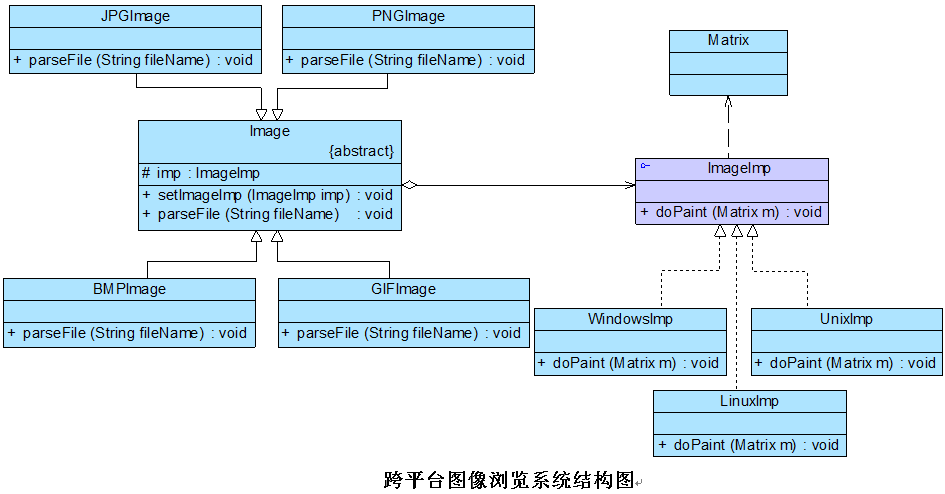 JPGImage
+ parseFile (String fileName) : void
PNGImage
+ parseFile (String fileName) : void
Matrix
Image
{abstract}
# imp : ImageImp
+ setImageImp (ImageImp imp) : void
+ parseFile (String fileName) : void
ImageImp
+ doPaint (Matrix m) : void
BMPImage
+ parseFile (String fileName) : void
GIFImage
+ parseFile (String fileName) : void
WindowsImp
+ doPaint (Matrix m) : void
UnixImp
+ doPaint (Matrix m) : void
LinuxImp
+ doPaint (Matrix m) : void
跨平台图像浏览系统结构图